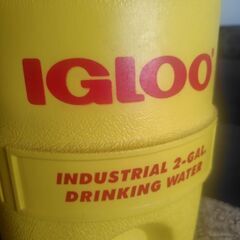 IGLOO
INDUSTRIAL 2-GAL.
DRINKING WATER